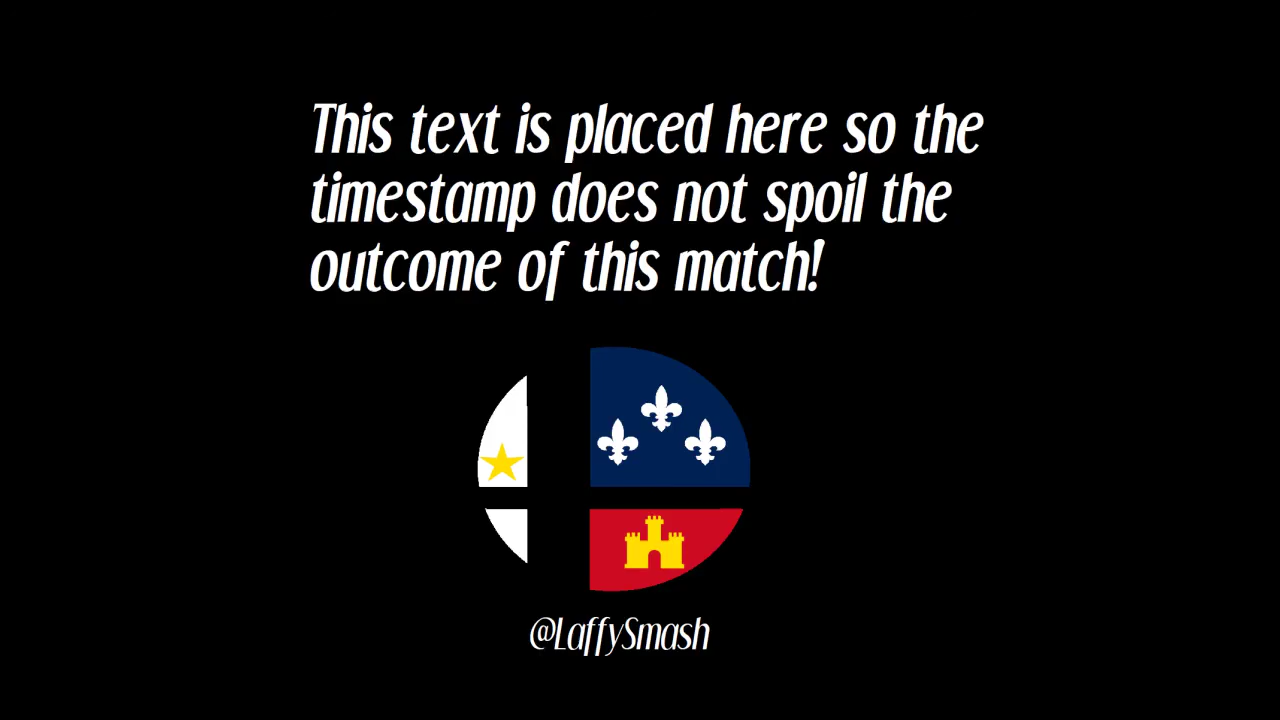 This text is placed here so the
timestamp does not spoil the
outcome of this match!
@LaffySmash